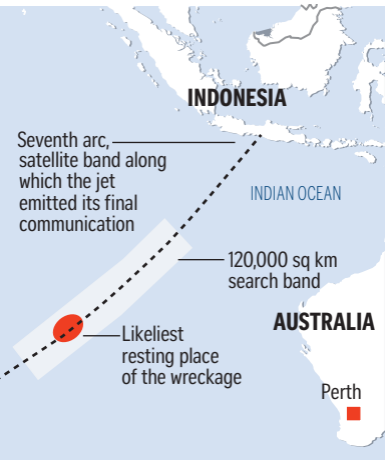 INDONESIA
Seventh arc,
satellite band along
which the jet
emitted its final
communication
INDIAN OCEAN
120,000 sq km
search band
AUSTRALIA
Likeliest
resting place
of the wreckage
Perth